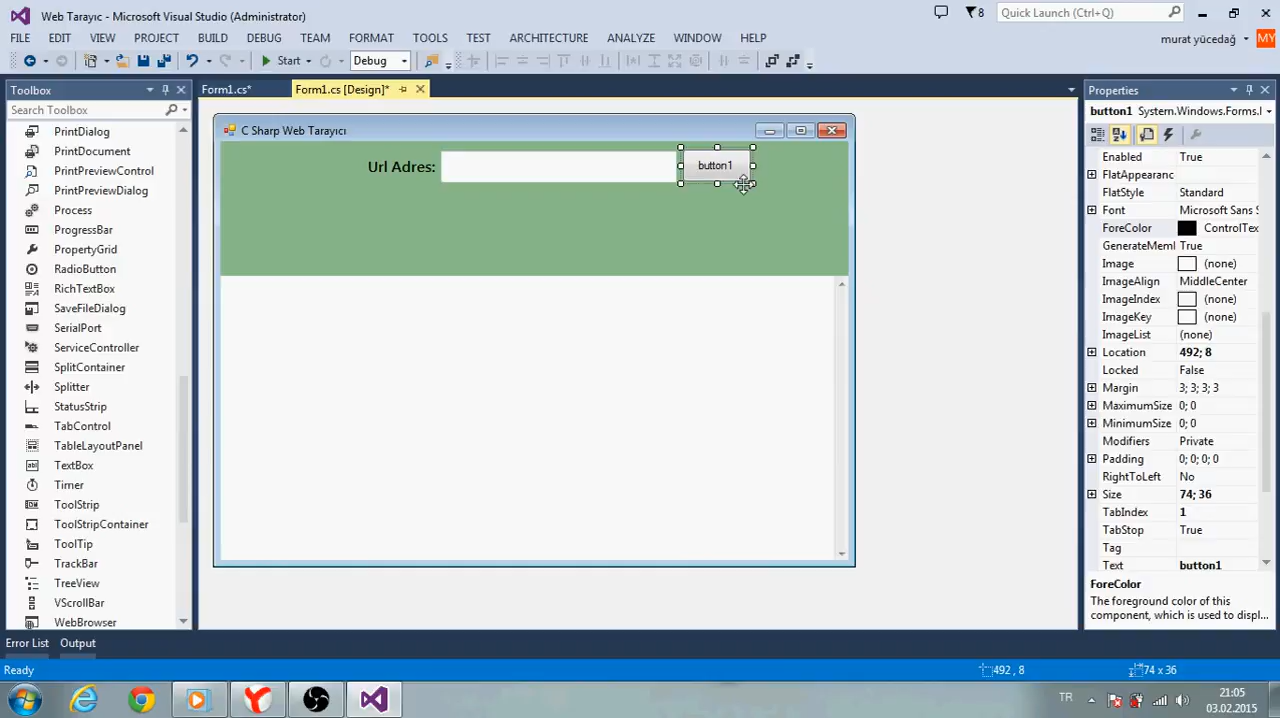 Web Tarayıc - Microsoft Visual Studio (Administrator)
8
Quick Launch (Ctrl+Q)
FILE EDIT VIEW PROJECT BUILD DEBUG TEAM FORMAT TOOLS TEST ARCHITECTURE ANALYZE WINDOW HELP
murat yücedağ
MY
Start
Debug
Toolbox
Search Toolbox
PrintDialog
PrintDocument
PrintPreviewControl
PrintPreviewDialog
Process
ProgressBar
PropertyGrid
RadioButton
RichTextBox
SaveFileDialog
SerialPort
ServiceController
SplitContainer
Splitter
StatusStrip
TabControl
TableLayoutPanel
TextBox
Timer
ToolStrip
ToolStripContainer
ToolTip
TrackBar
TreeView
VScrollBar
WebBrowser
Form1.cs*
Form1.cs [Design]*
C Sharp Web Tarayıcı
Url Adres:
button1
Properties
button1 System.Windows.Forms.I
Enabled True
FlatAppearanc
FlatStyle Standard
Font Microsoft Sans S
ForeColor ControlTex
GenerateMeml True
Image (none)
ImageAlign MiddleCenter
ImageIndex (none)
ImageKey (none)
ImageList (none)
Location 492; 8
Locked False
Margin 3; 3; 3; 3
MaximumSize 0; 0
MinimumSize 0; 0
Modifiers Private
Padding 0; 0; 0; 0
RightToLeft No
Size 74; 36
TabIndex 1
TabStop True
Tag
Text button1
ForeColor
The foreground color of this
component, which is used to displ...
Error List Output
Ready
492 , 8
74 x 36
TR
21:05
03.02.2015